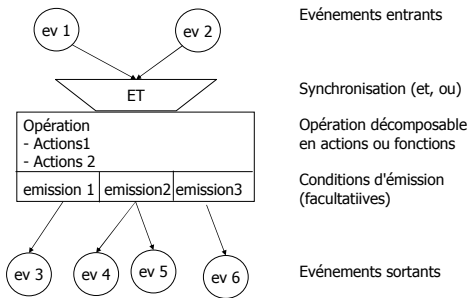 Evénements entrants
ev 1
ev 2
ET
Synchronisation (et, ou)
Opération
- Actions1
- Actions 2
Opération décomposable
en actions ou fonctions
emission 1
emission2
emission3
Conditions d'émission
(facultatiives)
ev 3
ev 4
ev 5
ev 6
Evénements sortants